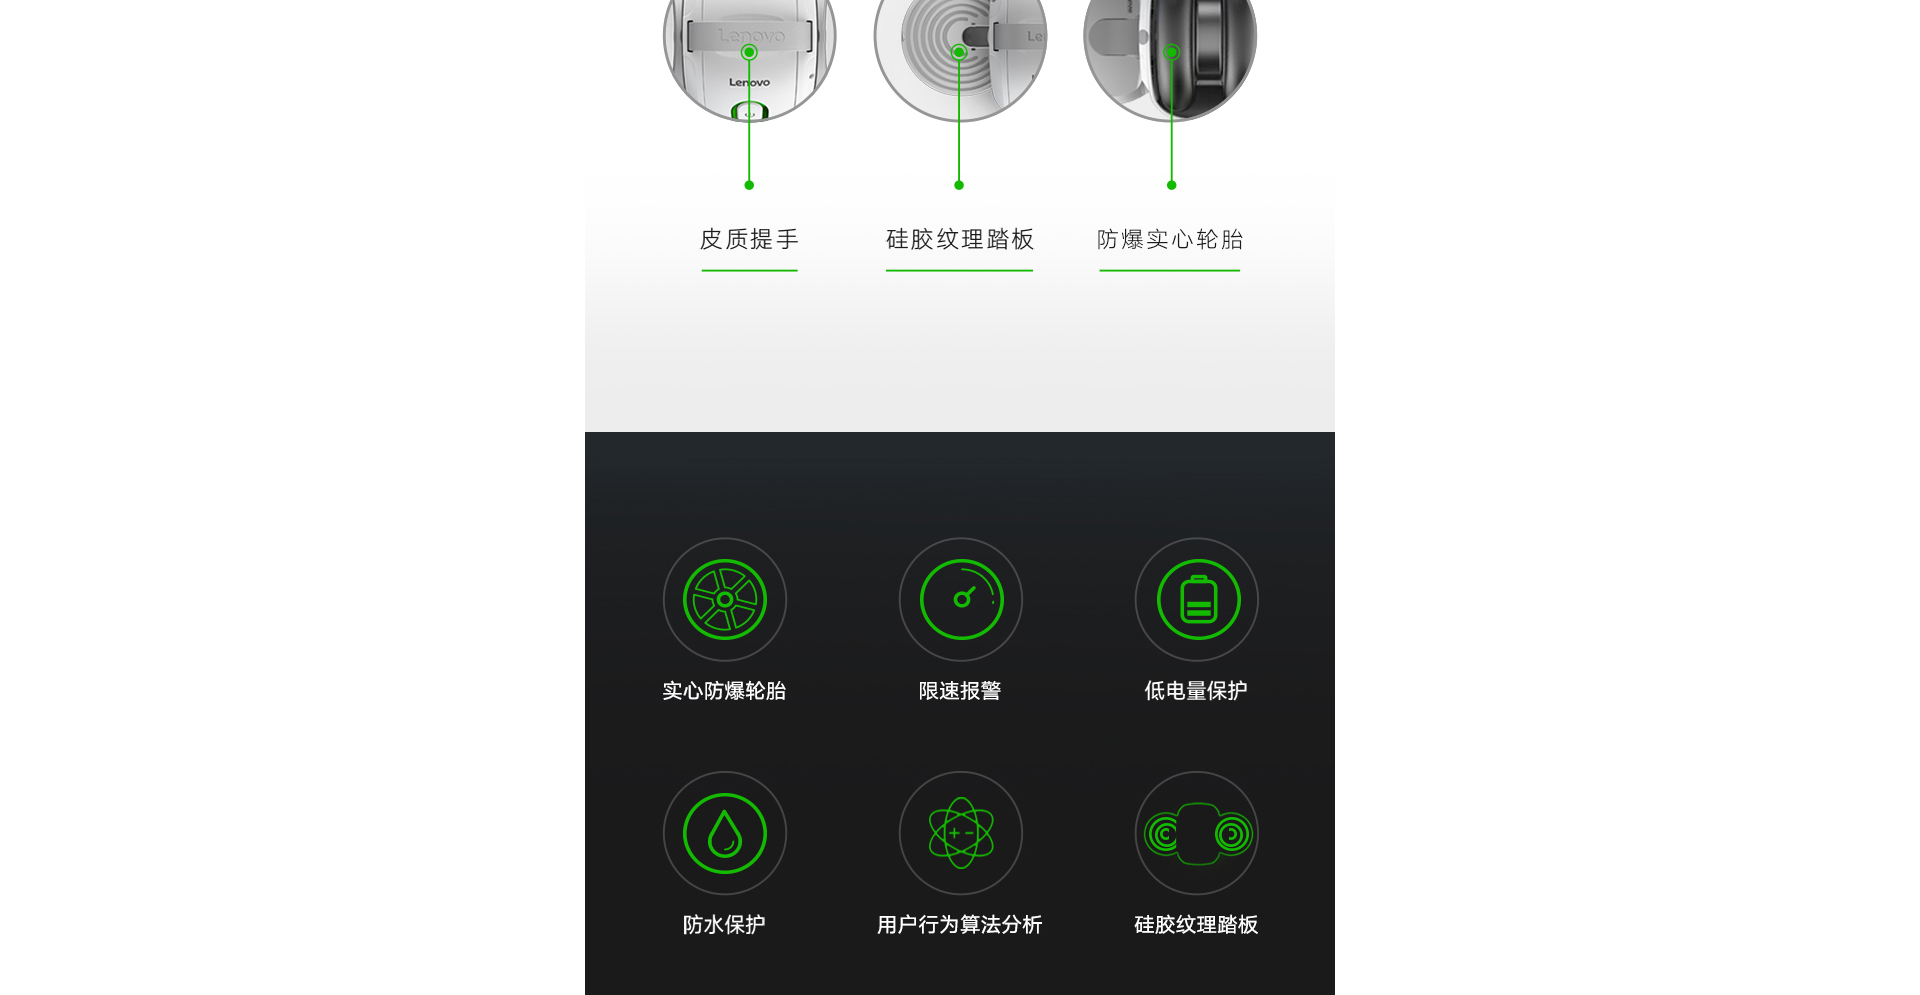 Lenovo
Le
Lenovo
皮质提手
硅胶纹理踏板
防爆实心轮胎
实心防爆轮胎
限速报警
低电量保护
防水保护
用户行为算法分析
硅胶纹理踏板